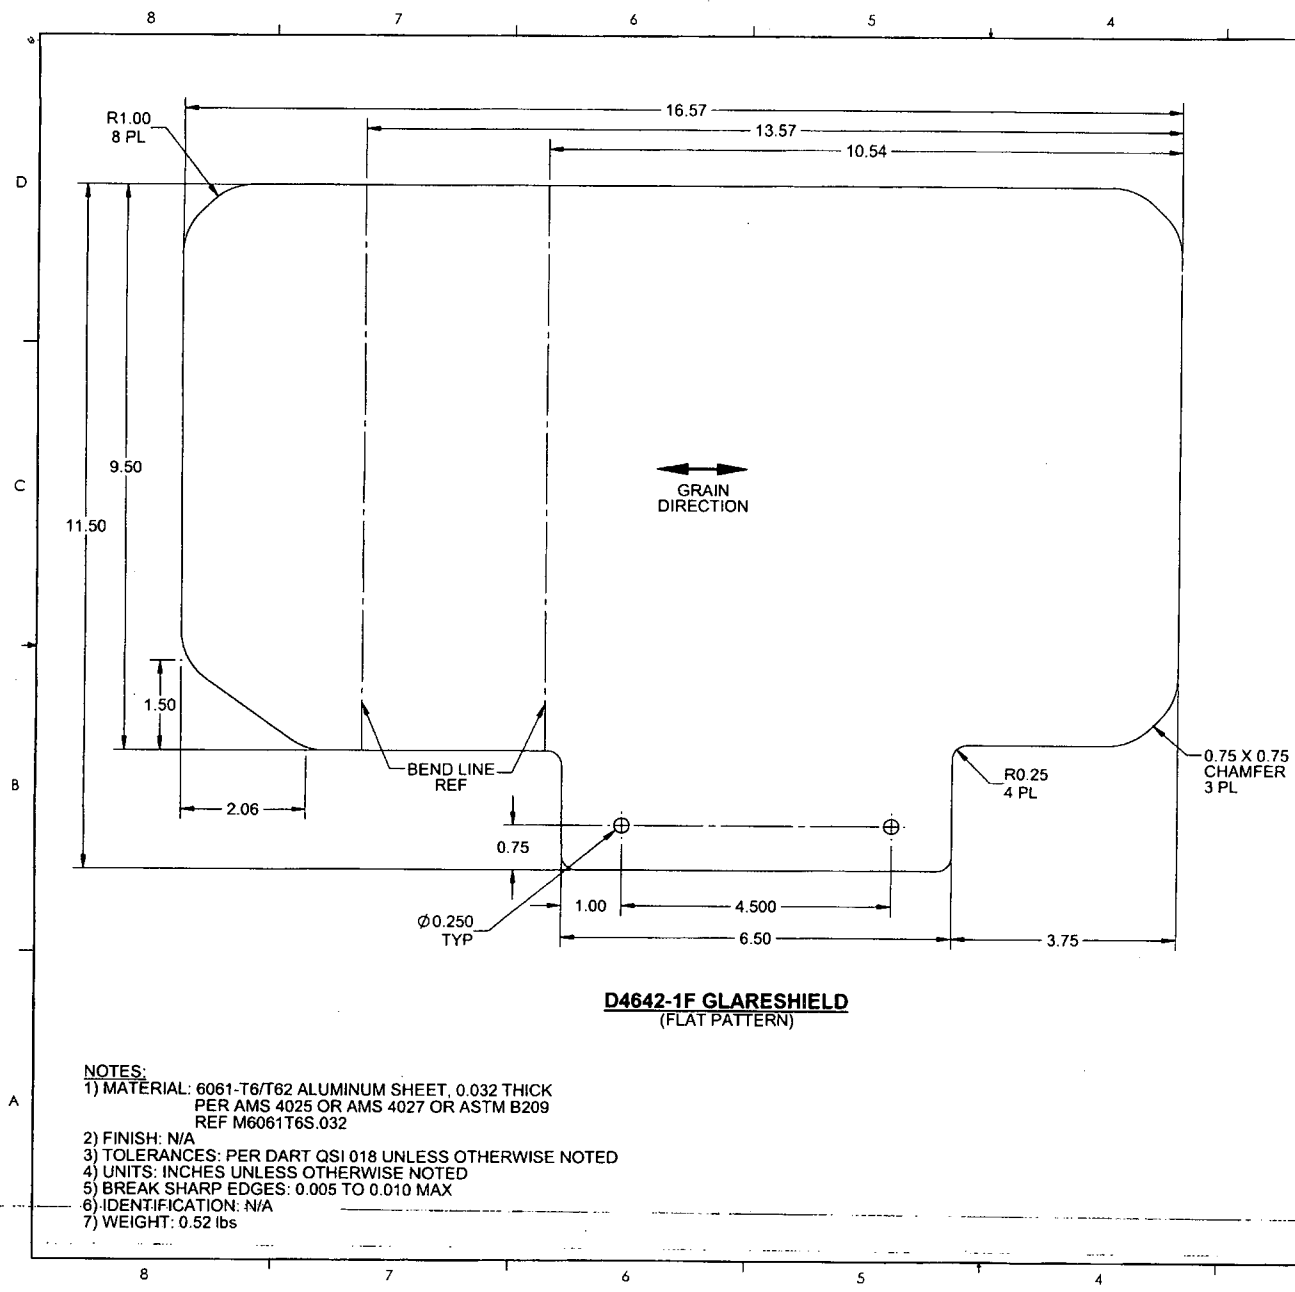 8 7 6 5 4
16.57
R1.00
8 PL
13.57
10.54
D
9.50
C
GRAIN
DIRECTION
11.50
1.50
BEND LINE
REF
0.75 X 0.75
CHAMFER
3 PL
R0.25
4 PL
B
2.06
0.75
1.00
4.500
Ø0.250
TYP
6.50
3.75
D4642-1F GLARESHIELD
(FLAT PATTERN)
NOTES:
1) MATERIAL: 6061-T6/T62 ALUMINUM SHEET, 0.032 THICK
PER AMS 4025 OR AMS 4027 OR ASTM B209
REF M6061T6S.032
A
2) FINISH: N/A
3) TOLERANCES: PER DART QSI 018 UNLESS OTHERWISE NOTED
4) UNITS: INCHES UNLESS OTHERWISE NOTED
5) BREAK SHARP EDGES: 0.005 TO 0.010 MAX
6) IDENTIFICATION: N/A
7) WEIGHT: 0.52 lbs
8 7 6 5 4